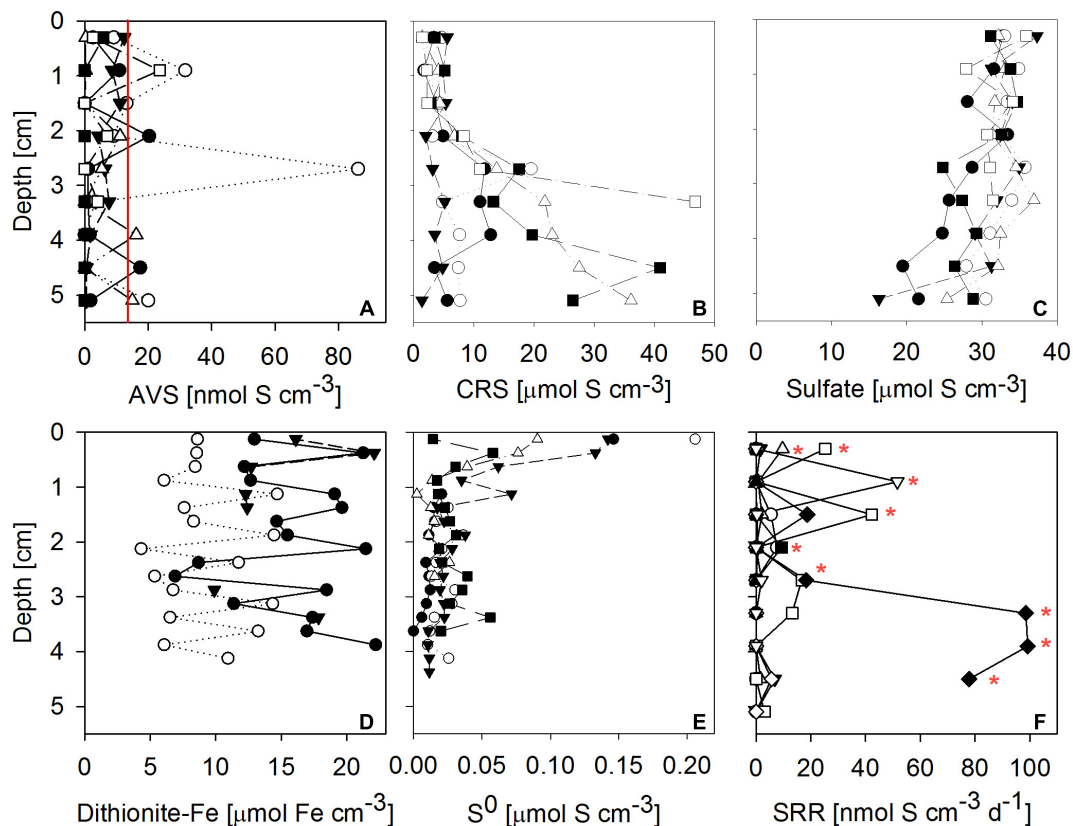 0
1
2
3
4
5
Depth [cm]
A
0 20 40 60 80
AVS [nmol S cm⁻³]
B
0 10 20 30 40 50
CRS [μmol S cm⁻³]
C
0 10 20 30 40
Sulfate [μmol S cm⁻³]
0
1
2
3
4
5
Depth [cm]
D
0 5 10 15 20
Dithionite-Fe [μmol Fe cm⁻³]
E
0.00 0.05 0.10 0.15 0.20
S⁰ [μmol S cm⁻³]
* *
*
*
*
*
*
*
*
F
0 20 40 60 80 100
SRR [nmol S cm⁻³ d⁻¹]